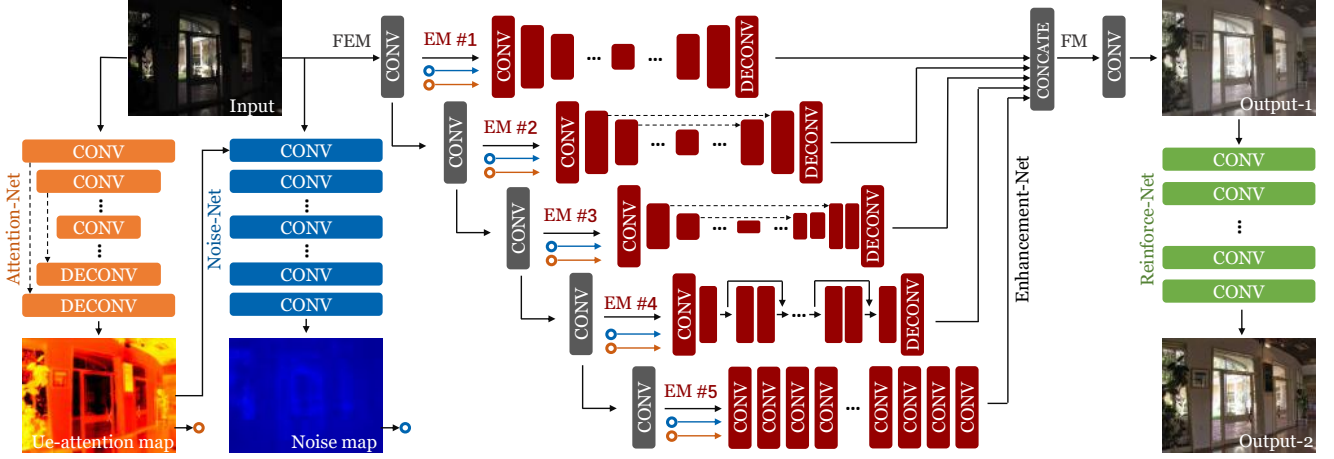 Input
Attention-Net
CONV
CONV
...
CONV
...
DECONV
DECONV
Ue-attention map
Noise-Net
CONV
CONV
...
CONV
...
CONV
CONV
Noise map
FEM
CONV
EM #1
CONV
...
...
DECONV
CONV
EM #2
CONV
...
...
DECONV
CONV
EM #3
CONV
...
...
DECONV
CONV
EM #4
CONV
...
DECONV
CONV
EM #5
CONV
CONV
CONV
CONV
...
CONV
CONV
CONV
CONV
Enhancement-Net
CONCATE
FM
CONV
Output-1
Reinforce-Net
CONV
CONV
...
CONV
CONV
Output-2